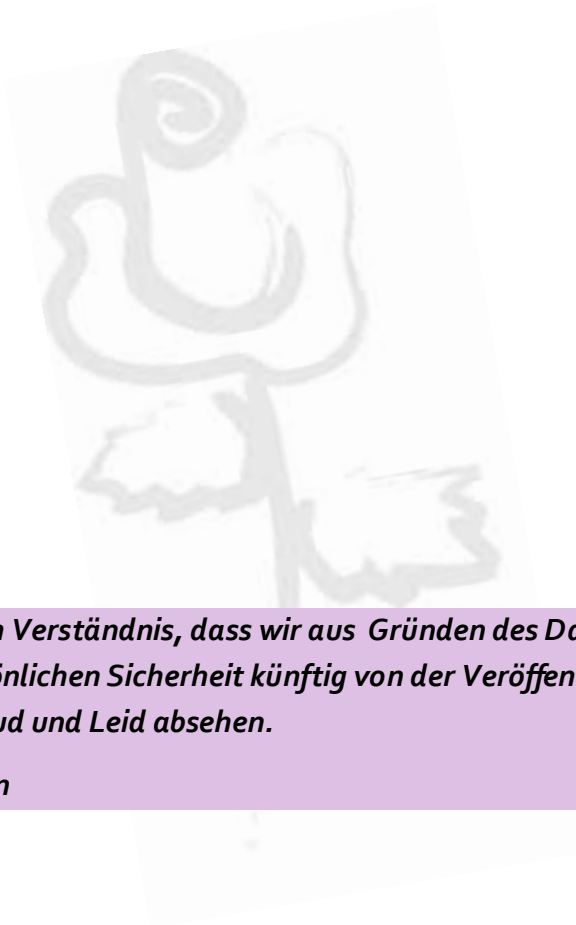 n Verständnis, dass wir aus Gründen des Da
önlichen Sicherheit künftig von der Veröffen
ud und Leid absehen.
n